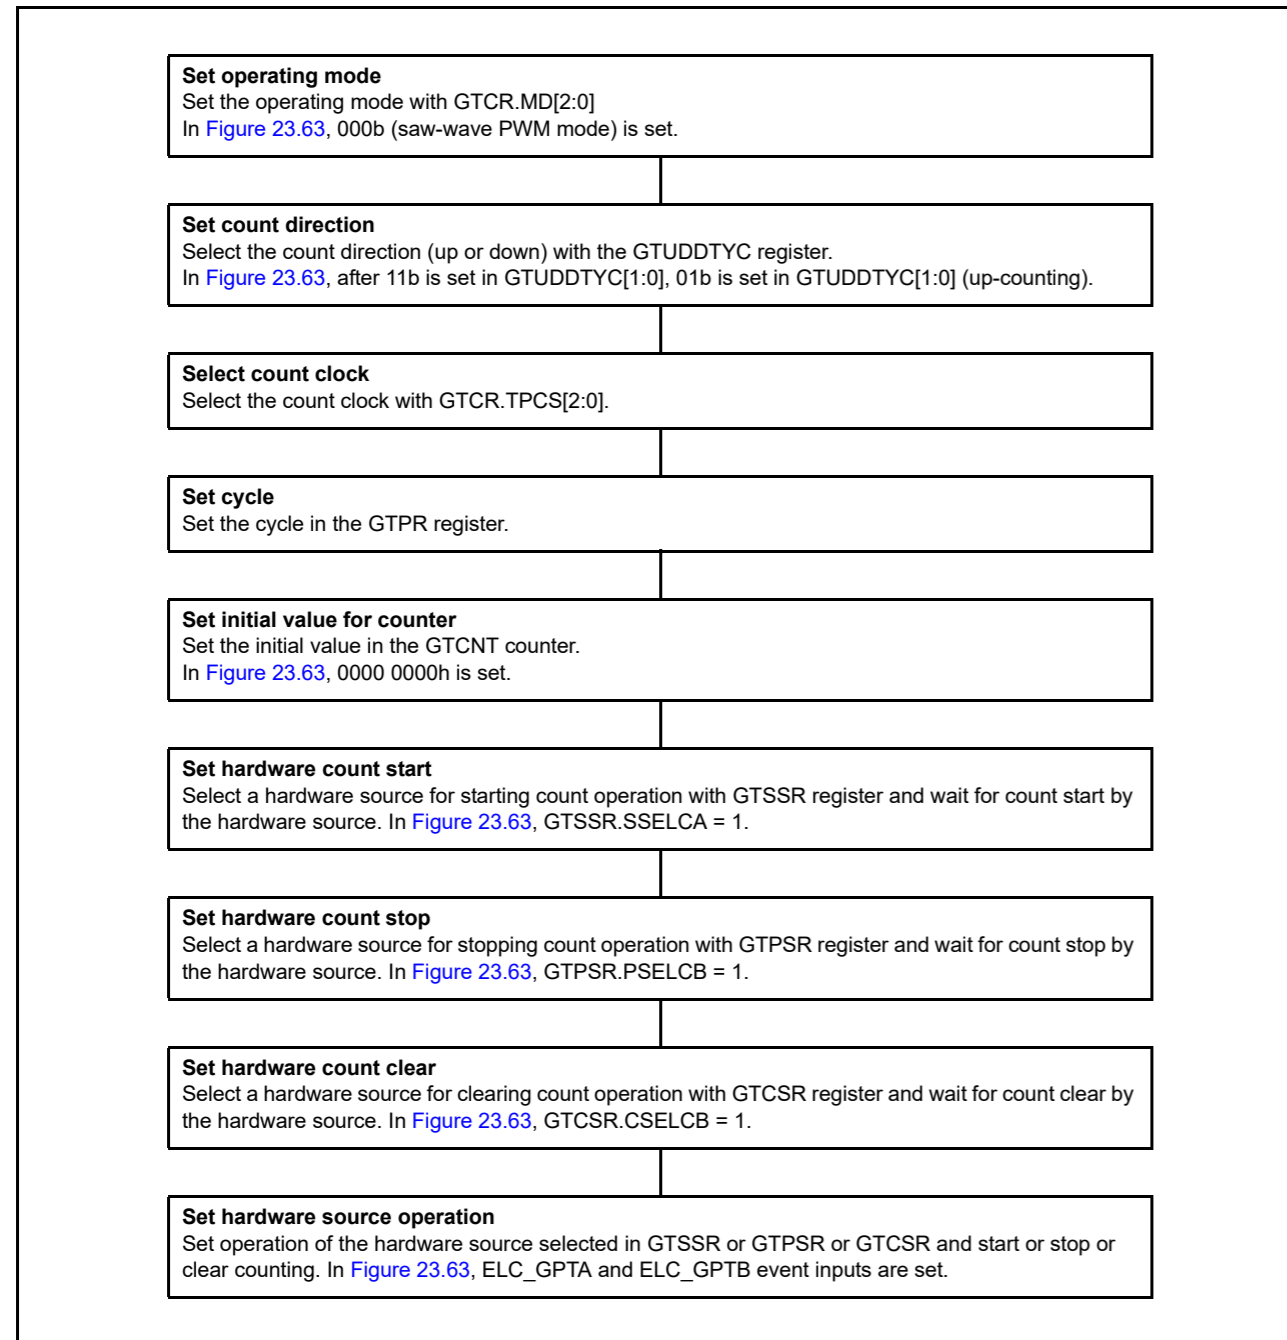 Set operating mode
Set the operating mode with GTCR.MD[2:0]
In Figure 23.63, 000b (saw-wave PWM mode) is set.
Set count direction
Select the count direction (up or down) with the GTUDDTYC register.
In Figure 23.63, after 11b is set in GTUDDTYC[1:0], 01b is set in GTUDDTYC[1:0] (up-counting).
Select count clock
Select the count clock with GTCR.TPCS[2:0].
Set cycle
Set the cycle in the GTPR register.
Set initial value for counter
Set the initial value in the GTCNT counter.
In Figure 23.63, 0000 0000h is set.
Set hardware count start
Select a hardware source for starting count operation with GTSSR register and wait for count start by
the hardware source. In Figure 23.63, GTSSR.SSELCA = 1.
Set hardware count stop
Select a hardware source for stopping count operation with GTPSR register and wait for count stop by
the hardware source. In Figure 23.63, GTPSR.PSELCB = 1.
Set hardware count clear
Select a hardware source for clearing count operation with GTCSR register and wait for count clear by
the hardware source. In Figure 23.63, GTCSR.CSELCB = 1.
Set hardware source operation
Set operation of the hardware source selected in GTSSR or GTPSR or GTCSR and start or stop or
clear counting. In Figure 23.63, ELC_GPTA and ELC_GPTB event inputs are set.